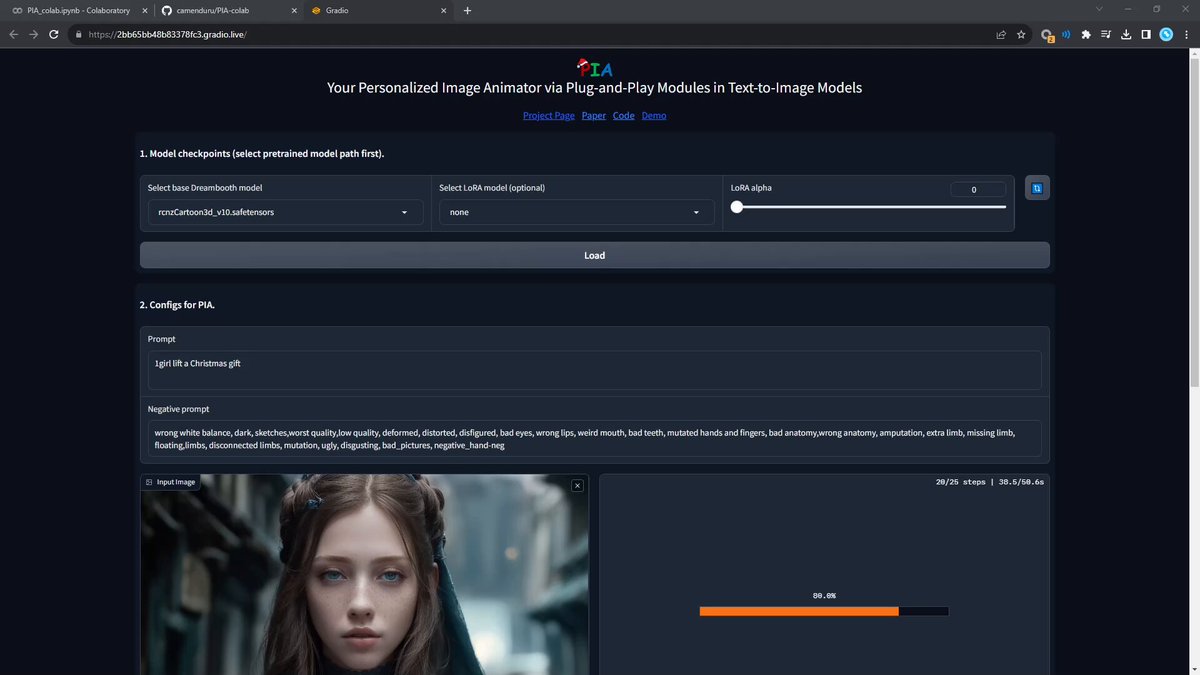 PIA_colab.ipynb - Colaboratory
camenduru/PIA-colab
Gradio
https://2bb65bb48b83378fc3.gradio.live/
PIA
Your Personalized Image Animator via Plug-and-Play Modules in Text-to-Image Models
Project Page Paper Code Demo
1. Model checkpoints (select pretrained model path first).
Select base Dreambooth model
rcnzCartoon3d_v10.safetensors
Select LoRA model (optional)
none
LoRA alpha
0
Load
2. Configs for PIA.
Prompt
1girl lift a Christmas gift
Negative prompt
wrong white balance, dark, sketches,worst quality,low quality, deformed, distorted, disfigured, bad eyes, wrong lips, weird mouth, bad teeth, mutated hands and fingers, bad anatomy,wrong anatomy, amputation, extra limb, missing limb,
floating,limbs, disconnected limbs, mutation, ugly, disgusting, bad_pictures, negative_hand-neg
Input Image
20/25 steps | 38.5/50.6s
80.0%